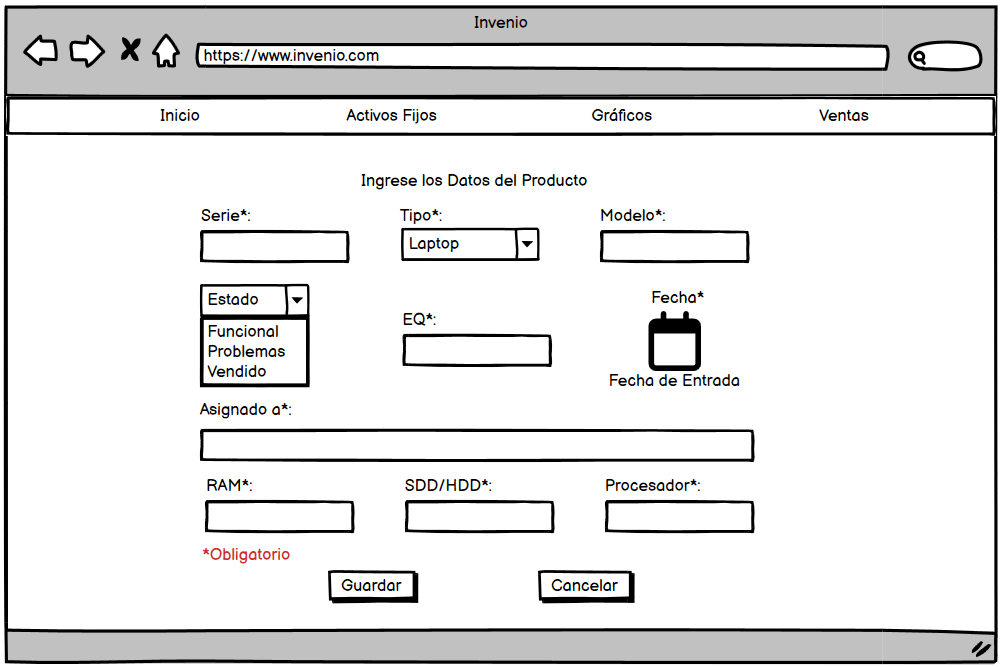 Invenio
https://www.invenio.com
Inicio Activos Fijos Gráficos Ventas
Ingrese los Datos del Producto
Serie*: Tipo*: Modelo*:
Laptop
Estado
Funcional
Problemas
Vendido
EQ*:
Fecha*
Fecha de Entrada
Asignado a*:
RAM*: SDD/HDD*: Procesador*:
*Obligatorio
Guardar Cancelar